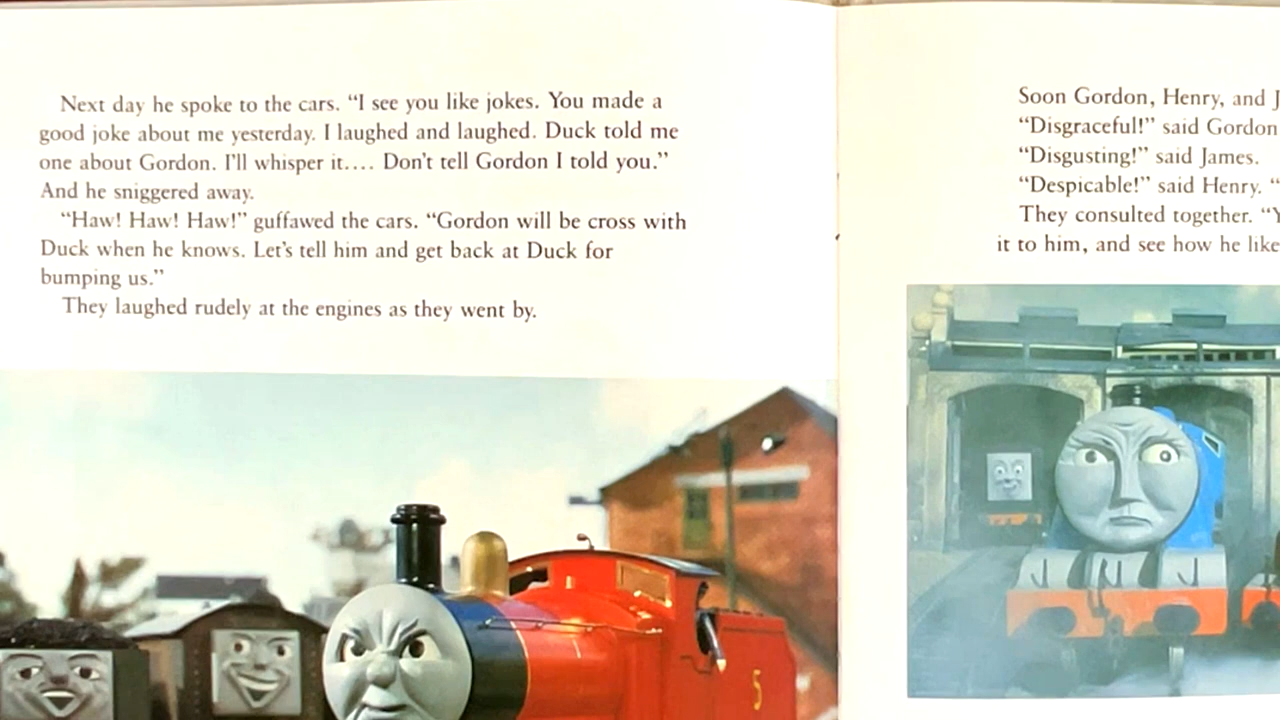 Next day he spoke to the cars. “I see you like jokes. You made a
good joke about me yesterday. I laughed and laughed. Duck told me
one about Gordon. I'll whisper it.... Don't tell Gordon I told you.”
And he sniggered away.
“Haw! Haw! Haw!” guffawed the cars. “Gordon will be cross with
Duck when he knows. Let's tell him and get back at Duck for
bumping us.”
They laughed rudely at the engines as they went by.
5
Soon Gordon, Henry, and J
“Disgraceful!” said Gordon
“Disgusting!” said James.
“Despicable!” said Henry. “
They consulted together. “Y
it to him, and see how he like